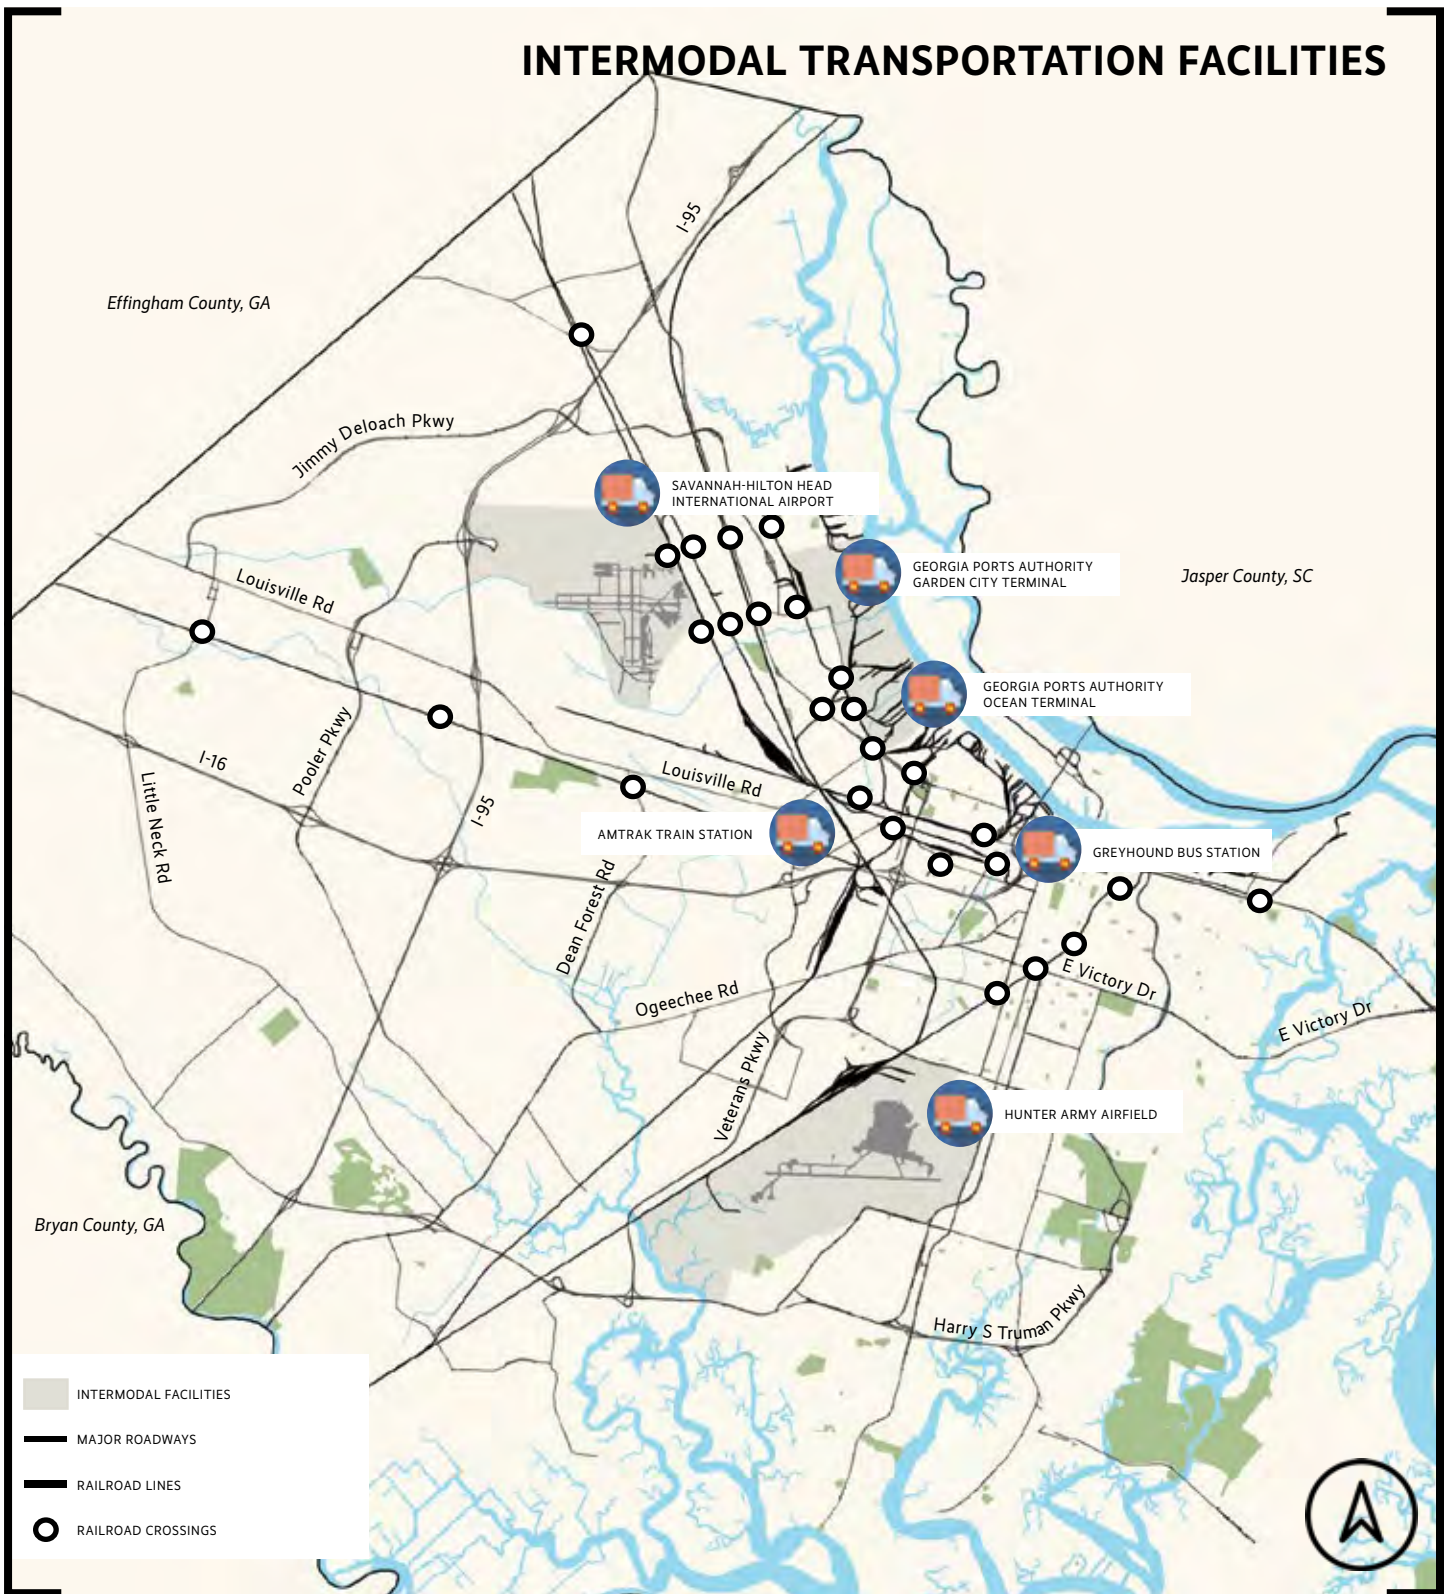 INTERMODAL TRANSPORTATION FACILITIES
I-95
Effingham County, GA
Jimmy Deloach Pkwy
SAVANNAH-HILTON HEAD
INTERNATIONAL AIRPORT
GEORGIA PORTS AUTHORITY
GARDEN CITY TERMINAL
Jasper County, SC
Louisville Rd
GEORGIA PORTS AUTHORITY
OCEAN TERMINAL
Pooler Pkwy
I-16
Louisville Rd
Little Neck Rd
I-95
AMTRAK TRAIN STATION
GREYHOUND BUS STATION
Dean Forest Rd
E Victory Dr
Ogeechee Rd
E Victory Dr
Veterans Pkwy
HUNTER ARMY AIRFIELD
Bryan County, GA
Harry S Truman Pkwy
INTERMODAL FACILITIES
MAJOR ROADWAYS
RAILROAD LINES
RAILROAD CROSSINGS